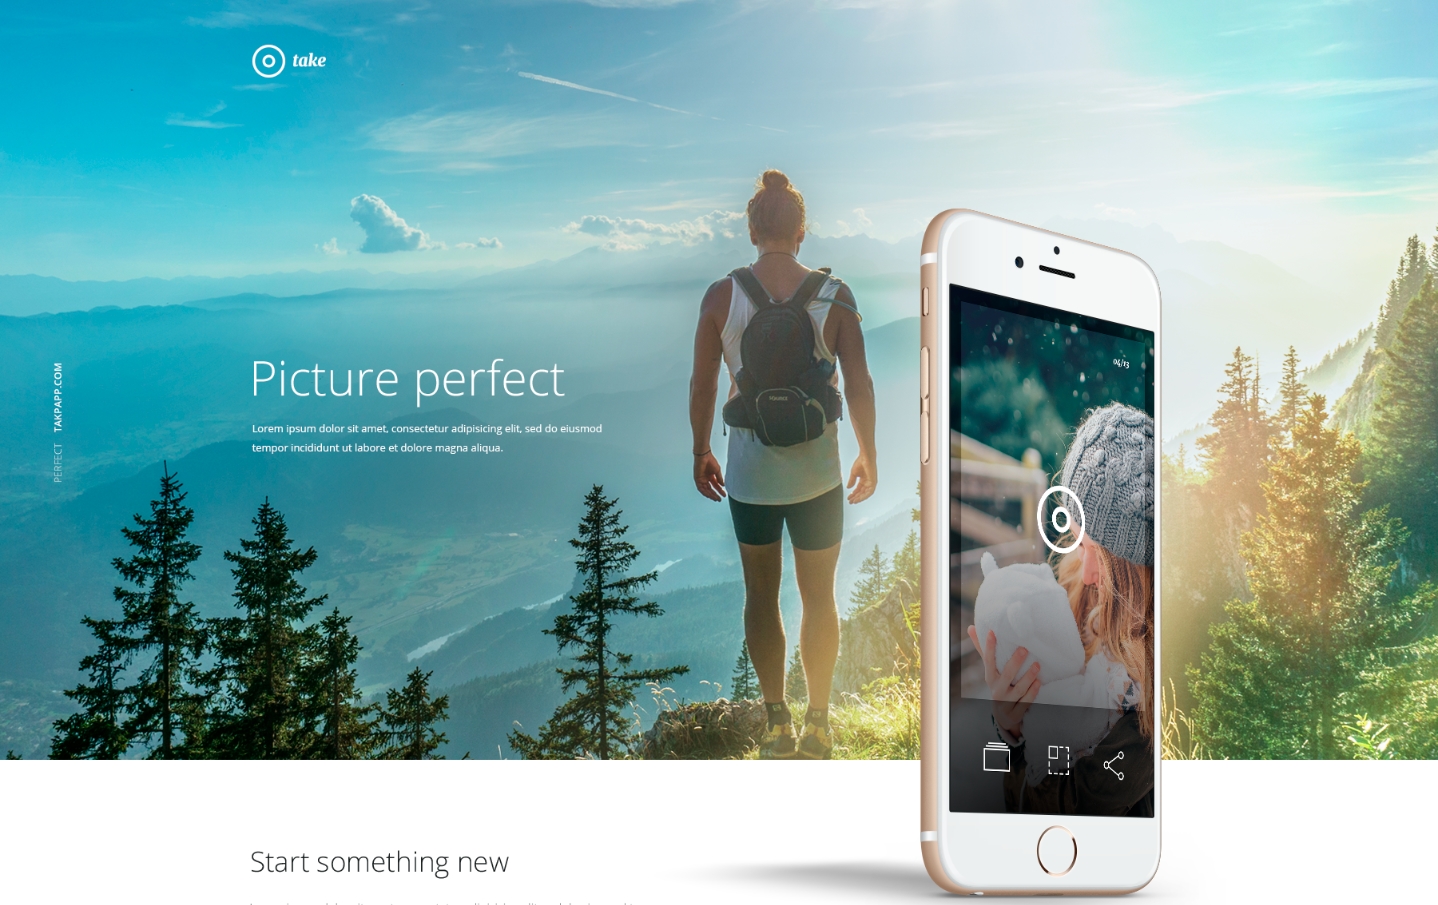 take
Picture perfect
Lorem ipsum dolor sit amet, consectetur adipisicing elit, sed do eiusmod
tempor incididunt ut labore et dolore magna aliqua.
PERFECT TAKPAPP.COM
04/13
Start something new